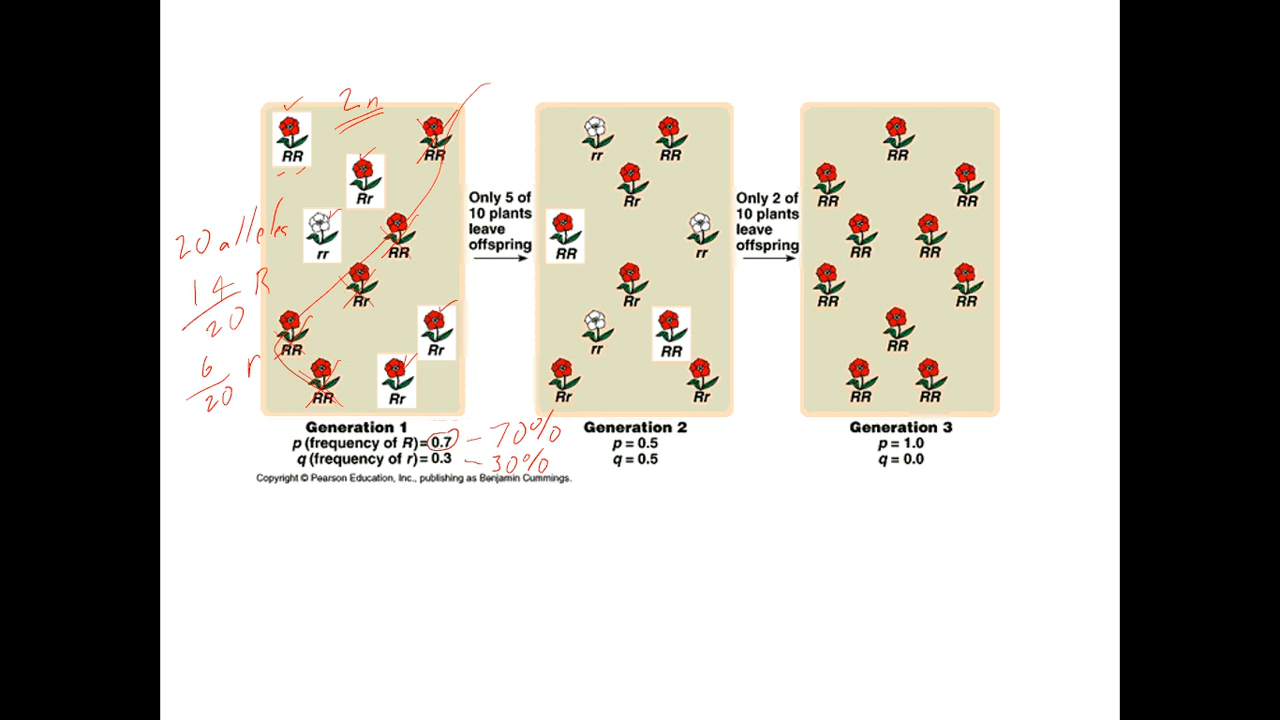 2n
RR
RR
Rr
20 alleles
rr
RR
14/20 R
Rr
RR
Rr
6/20 r
RR
Rr
Generation 1
p (frequency of R)=0.7 - 70%
q (frequency of r)=0.3 - 30%
Only 5 of
10 plants
leave
offspring
rr
RR
Rr
RR
rr
Rr
rr
RR
Rr
Rr
Generation 2
p = 0.5
q = 0.5
Only 2 of
10 plants
leave
offspring
RR
RR
RR
RR
RR
RR
RR
RR
RR
RR
Generation 3
p = 1.0
q = 0.0
Copyright © Pearson Education, Inc., publishing as Benjamin Cummings.